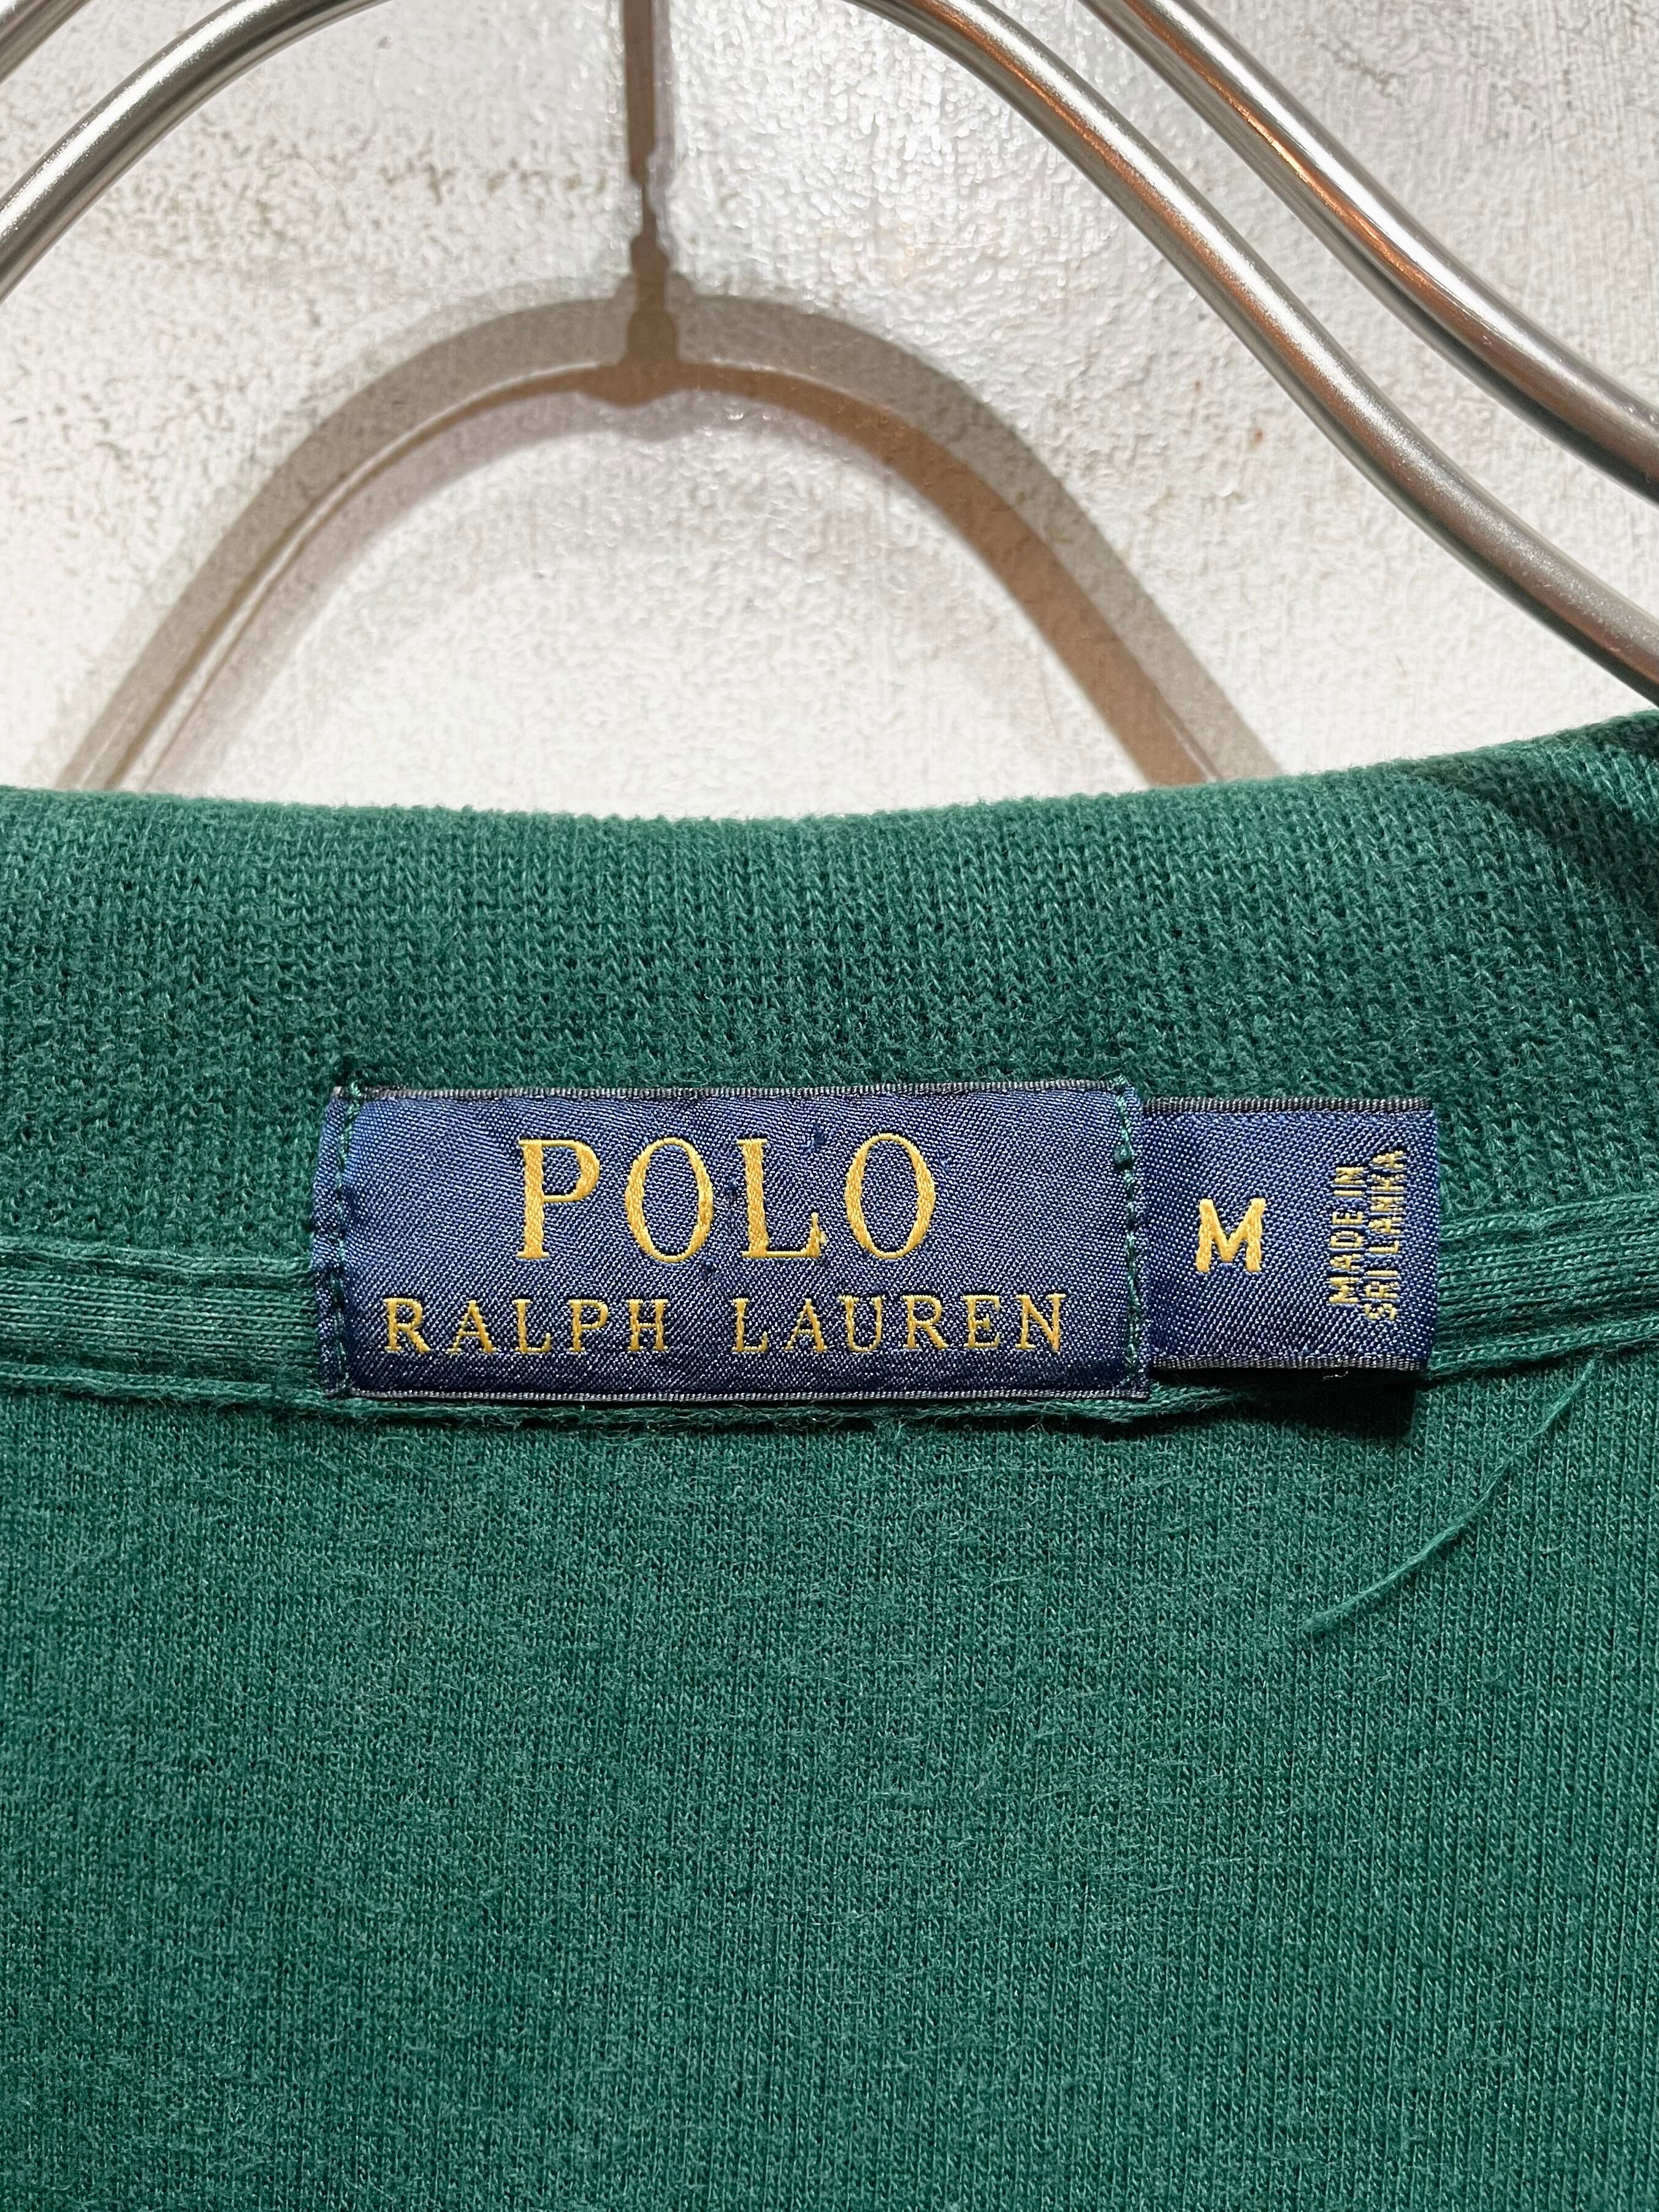 POLO
RALPH LAUREN
M
MADE IN
SRI LANKA